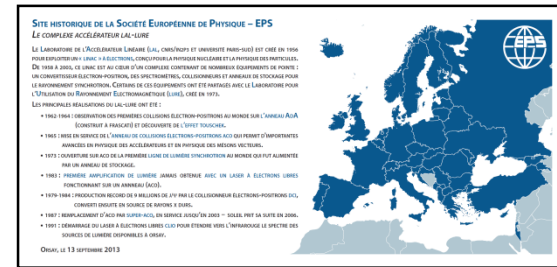 SITE HISTORIQUE DE LA SOCIÉTÉ EUROPÉENNE DE PHYSIQUE – EPS
LE COMPLEXE ACCÉLÉRATEUR LAL-LURE
LE LABORATOIRE DE L'ACCÉLÉRATEUR LINÉAIRE (LAL, CNRS/IN2P3 ET UNIVERSITÉ PARIS-SUD) EST CRÉÉ EN 1956
POUR EXPLOITER UN « LINAC » À ÉLECTRONS, CONÇU POUR LA PHYSIQUE NUCLÉAIRE ET LA PHYSIQUE DES PARTICULES.
DE 1958 À 2003, CE LINAC EST AU CŒUR D'UN COMPLEXE CONTENANT DE NOMBREUX ÉQUIPEMENTS DE POINTE :
UN CONVERTISSEUR ÉLECTRON-POSITRON, DES SPECTROMÈTRES, COLLISIONNEURS ET ANNEAUX DE STOCKAGE POUR
LE RAYONNEMENT SYNCHROTRON. CERTAINS DE CES ÉQUIPEMENTS ONT ÉTÉ PARTAGÉS AVEC LE LABORATOIRE POUR
L'UTILISATION DU RAYONNEMENT ÉLECTROMAGNÉTIQUE (LURE), CRÉÉ EN 1973.
LES PRINCIPALES RÉALISATIONS DU LAL-LURE ONT ÉTÉ :
• 1962-1964 : OBSERVATION DES PREMIÈRES COLLISIONS ÉLECTRON-POSITRONS AU MONDE SUR L'ANNEAU ADA
(CONSTRUIT À FRASCATI) ET DÉCOUVERTE DE L'EFFET TOUSCHEK.
• 1965 : MISE EN SERVICE DE L'ANNEAU DE COLLISIONS ÉLECTRONS-POSITRONS ACO QUI PERMET D'IMPORTANTES
AVANCÉES EN PHYSIQUE DES ACCÉLÉRATEURS ET EN PHYSIQUE DES MÉSONS VECTEURS.
• 1973 : OUVERTURE SUR ACO DE LA PREMIÈRE LIGNE DE LUMIÈRE SYNCHROTRON AU MONDE QUI FUT ALIMENTÉE
PAR UN ANNEAU DE STOCKAGE.
• 1983 : PREMIÈRE AMPLIFICATION DE LUMIÈRE JAMAIS OBTENUE AVEC UN LASER À ÉLECTRONS LIBRES
FONCTIONNANT SUR UN ANNEAU (ACO).
• 1979-1984 : PRODUCTION RECORD DE 9 MILLIONS DE J/Ψ PAR LE COLLISIONNEUR ÉLECTRONS-POSITRONS DCI,
CONVERTI ENSUITE EN SOURCE DE RAYONS X DURS.
• 1987 : REMPLACEMENT D'ACO PAR SUPER-ACO, EN SERVICE JUSQU'EN 2003 – SOLEIL PRIT SA SUITE EN 2006.
• 1991 : DÉMARRAGE DU LASER À ÉLECTRONS LIBRES CLIO POUR ÉTENDRE VERS L'INFRAROUGE LE SPECTRE DES
SOURCES DE LUMIÈRE DISPONIBLES À ORSAY.
ORSAY, LE 13 SEPTEMBRE 2013
EPS